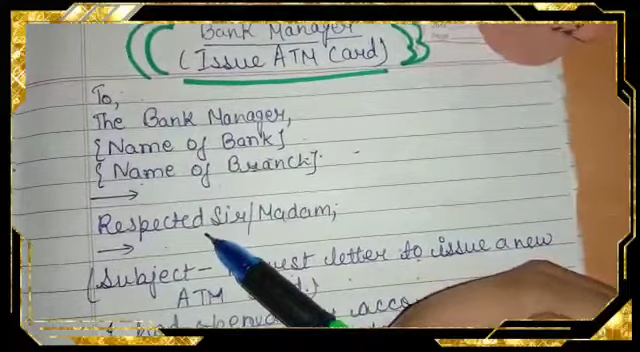 Bank Manager
(Issue ATM Card)
To,
The Bank Manager,
[Name of Bank]
[Name of Branch].
Respected Sir/Madam,
(Subject- letter to issue a new
ATM